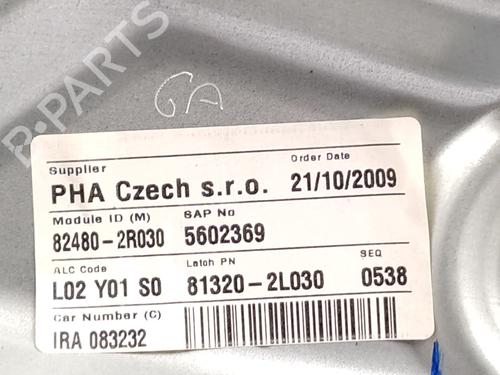 GA
B-PARTS
Supplier Order Date
PHA Czech s.r.o. 21/10/2009
Module ID (M) SAP No
82480-2R030 5602369
ALC Code Latch PN SEQ
L02 Y01 S0 81320-2L030 0538
Car Number (C)
IRA 083232